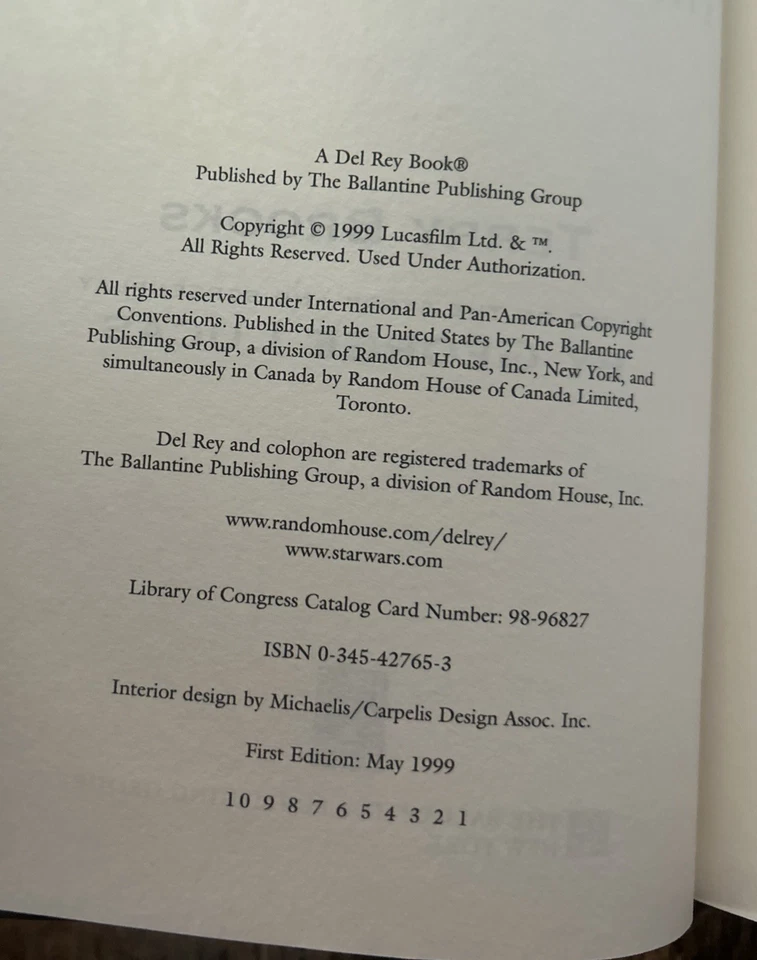 A Del Rey Book®
Published by The Ballantine Publishing Group
Copyright © 1999 Lucasfilm Ltd. & ™.
All Rights Reserved. Used Under Authorization.
All rights reserved under International and Pan-American Copyright
Conventions. Published in the United States by The Ballantine
Publishing Group, a division of Random House, Inc., New York, and
simultaneously in Canada by Random House of Canada Limited,
Toronto.
Del Rey and colophon are registered trademarks of
The Ballantine Publishing Group, a division of Random House, Inc.
www.randomhouse.com/delrey/
www.starwars.com
Library of Congress Catalog Card Number: 98-96827
ISBN 0-345-42765-3
Interior design by Michaelis/Carpelis Design Assoc. Inc.
First Edition: May 1999
10 9 8 7 6 5 4 3 2 1